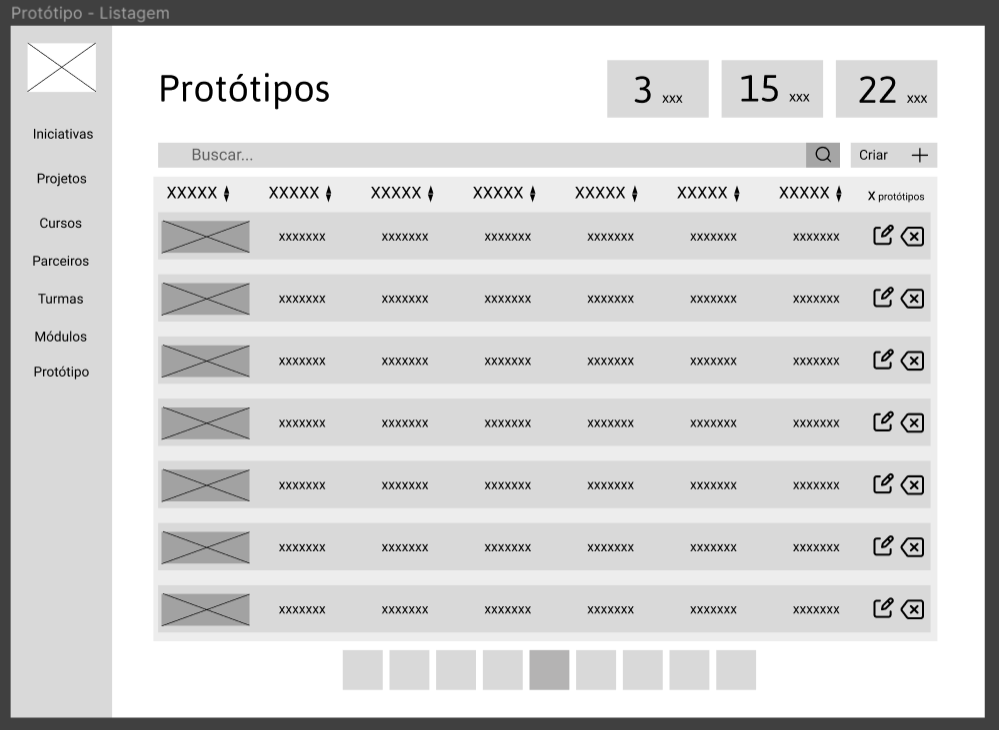 Protótipo - Listagem
Iniciativas
Projetos
Cursos
Parceiros
Turmas
Módulos
Protótipo
Protótipos
3 xxx
15 xxx
22 xxx
Buscar...
Criar
XXXXX XXXXX XXXXX XXXXX XXXXX XXXXX XXXXX X protótipos
xxxxxxx xxxxxxx xxxxxxx xxxxxxx xxxxxxx xxxxxxx
xxxxxxx xxxxxxx xxxxxxx xxxxxxx xxxxxxx xxxxxxx
xxxxxxx xxxxxxx xxxxxxx xxxxxxx xxxxxxx xxxxxxx
xxxxxxx xxxxxxx xxxxxxx xxxxxxx xxxxxxx xxxxxxx
xxxxxxx xxxxxxx xxxxxxx xxxxxxx xxxxxxx xxxxxxx
xxxxxxx xxxxxxx xxxxxxx xxxxxxx xxxxxxx xxxxxxx
xxxxxxx xxxxxxx xxxxxxx xxxxxxx xxxxxxx xxxxxxx